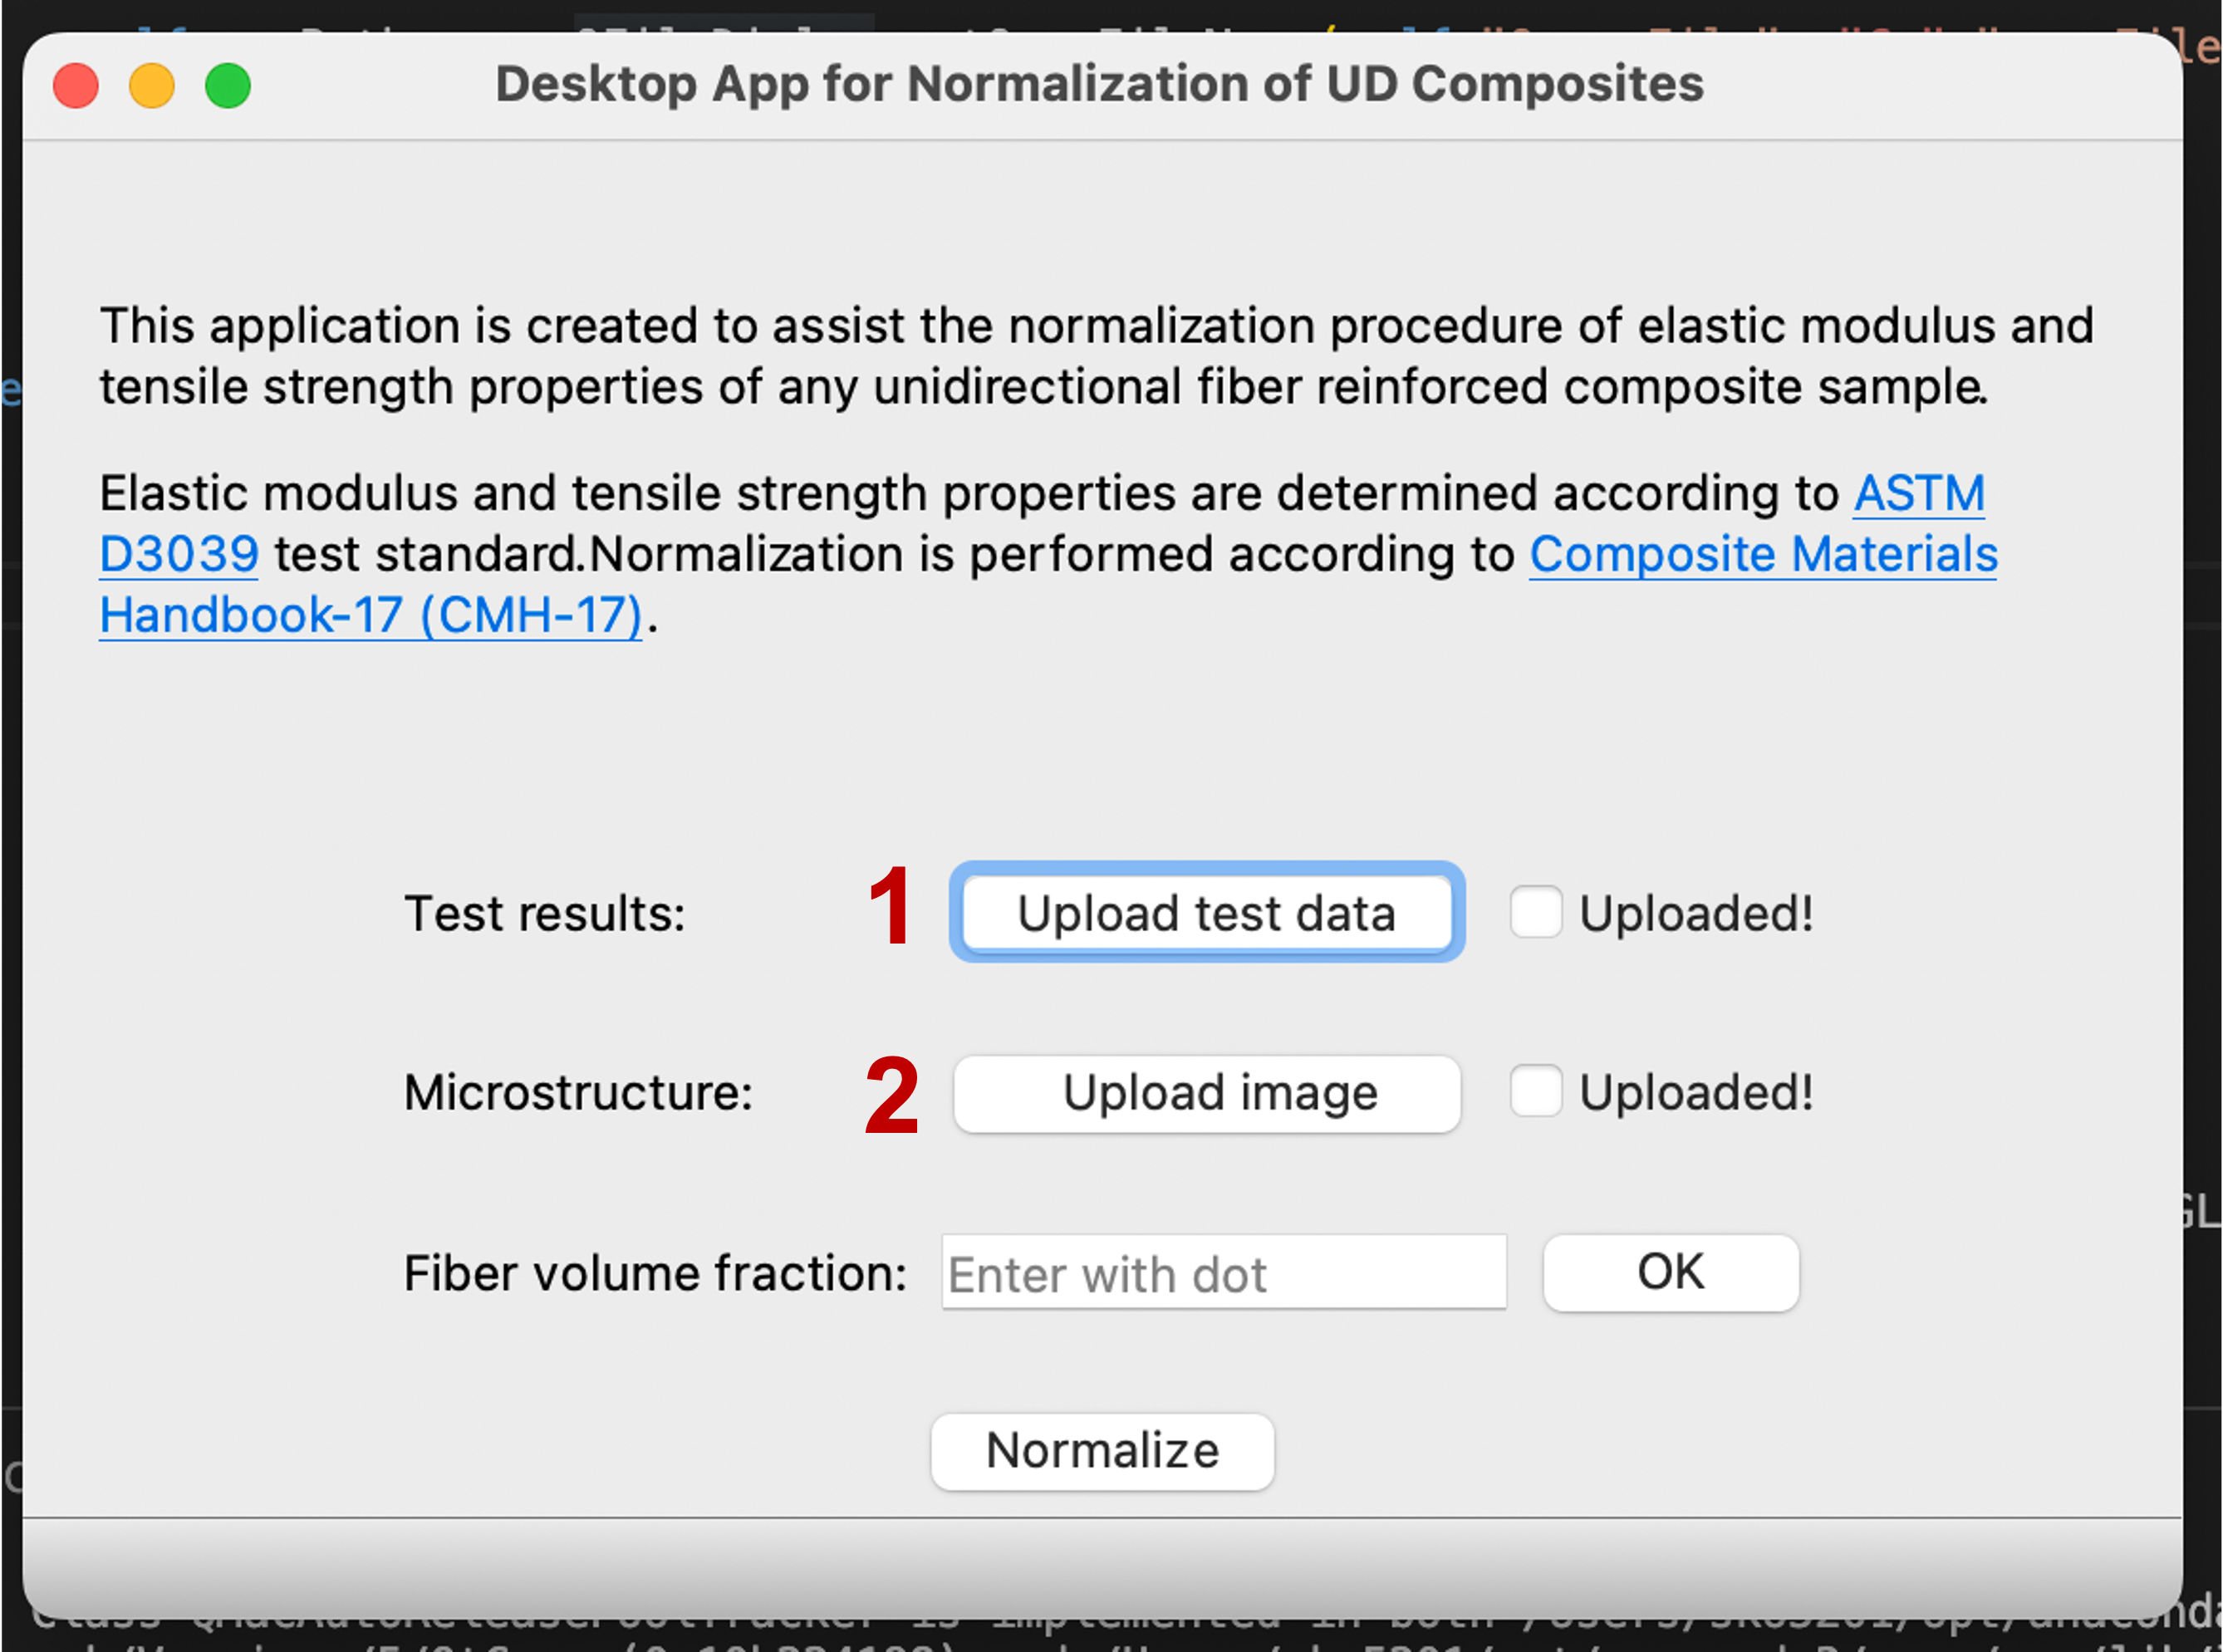 Desktop App for Normalization of UD Composites
This application is created to assist the normalization procedure of elastic modulus and
tensile strength properties of any unidirectional fiber reinforced composite sample.
Elastic modulus and tensile strength properties are determined according to ASTM
D3039 test standard.Normalization is performed according to Composite Materials
Handbook-17 (CMH-17).
Test results: 1 Upload test data Uploaded!
Microstructure: 2 Upload image Uploaded!
Fiber volume fraction: Enter with dot OK
Normalize